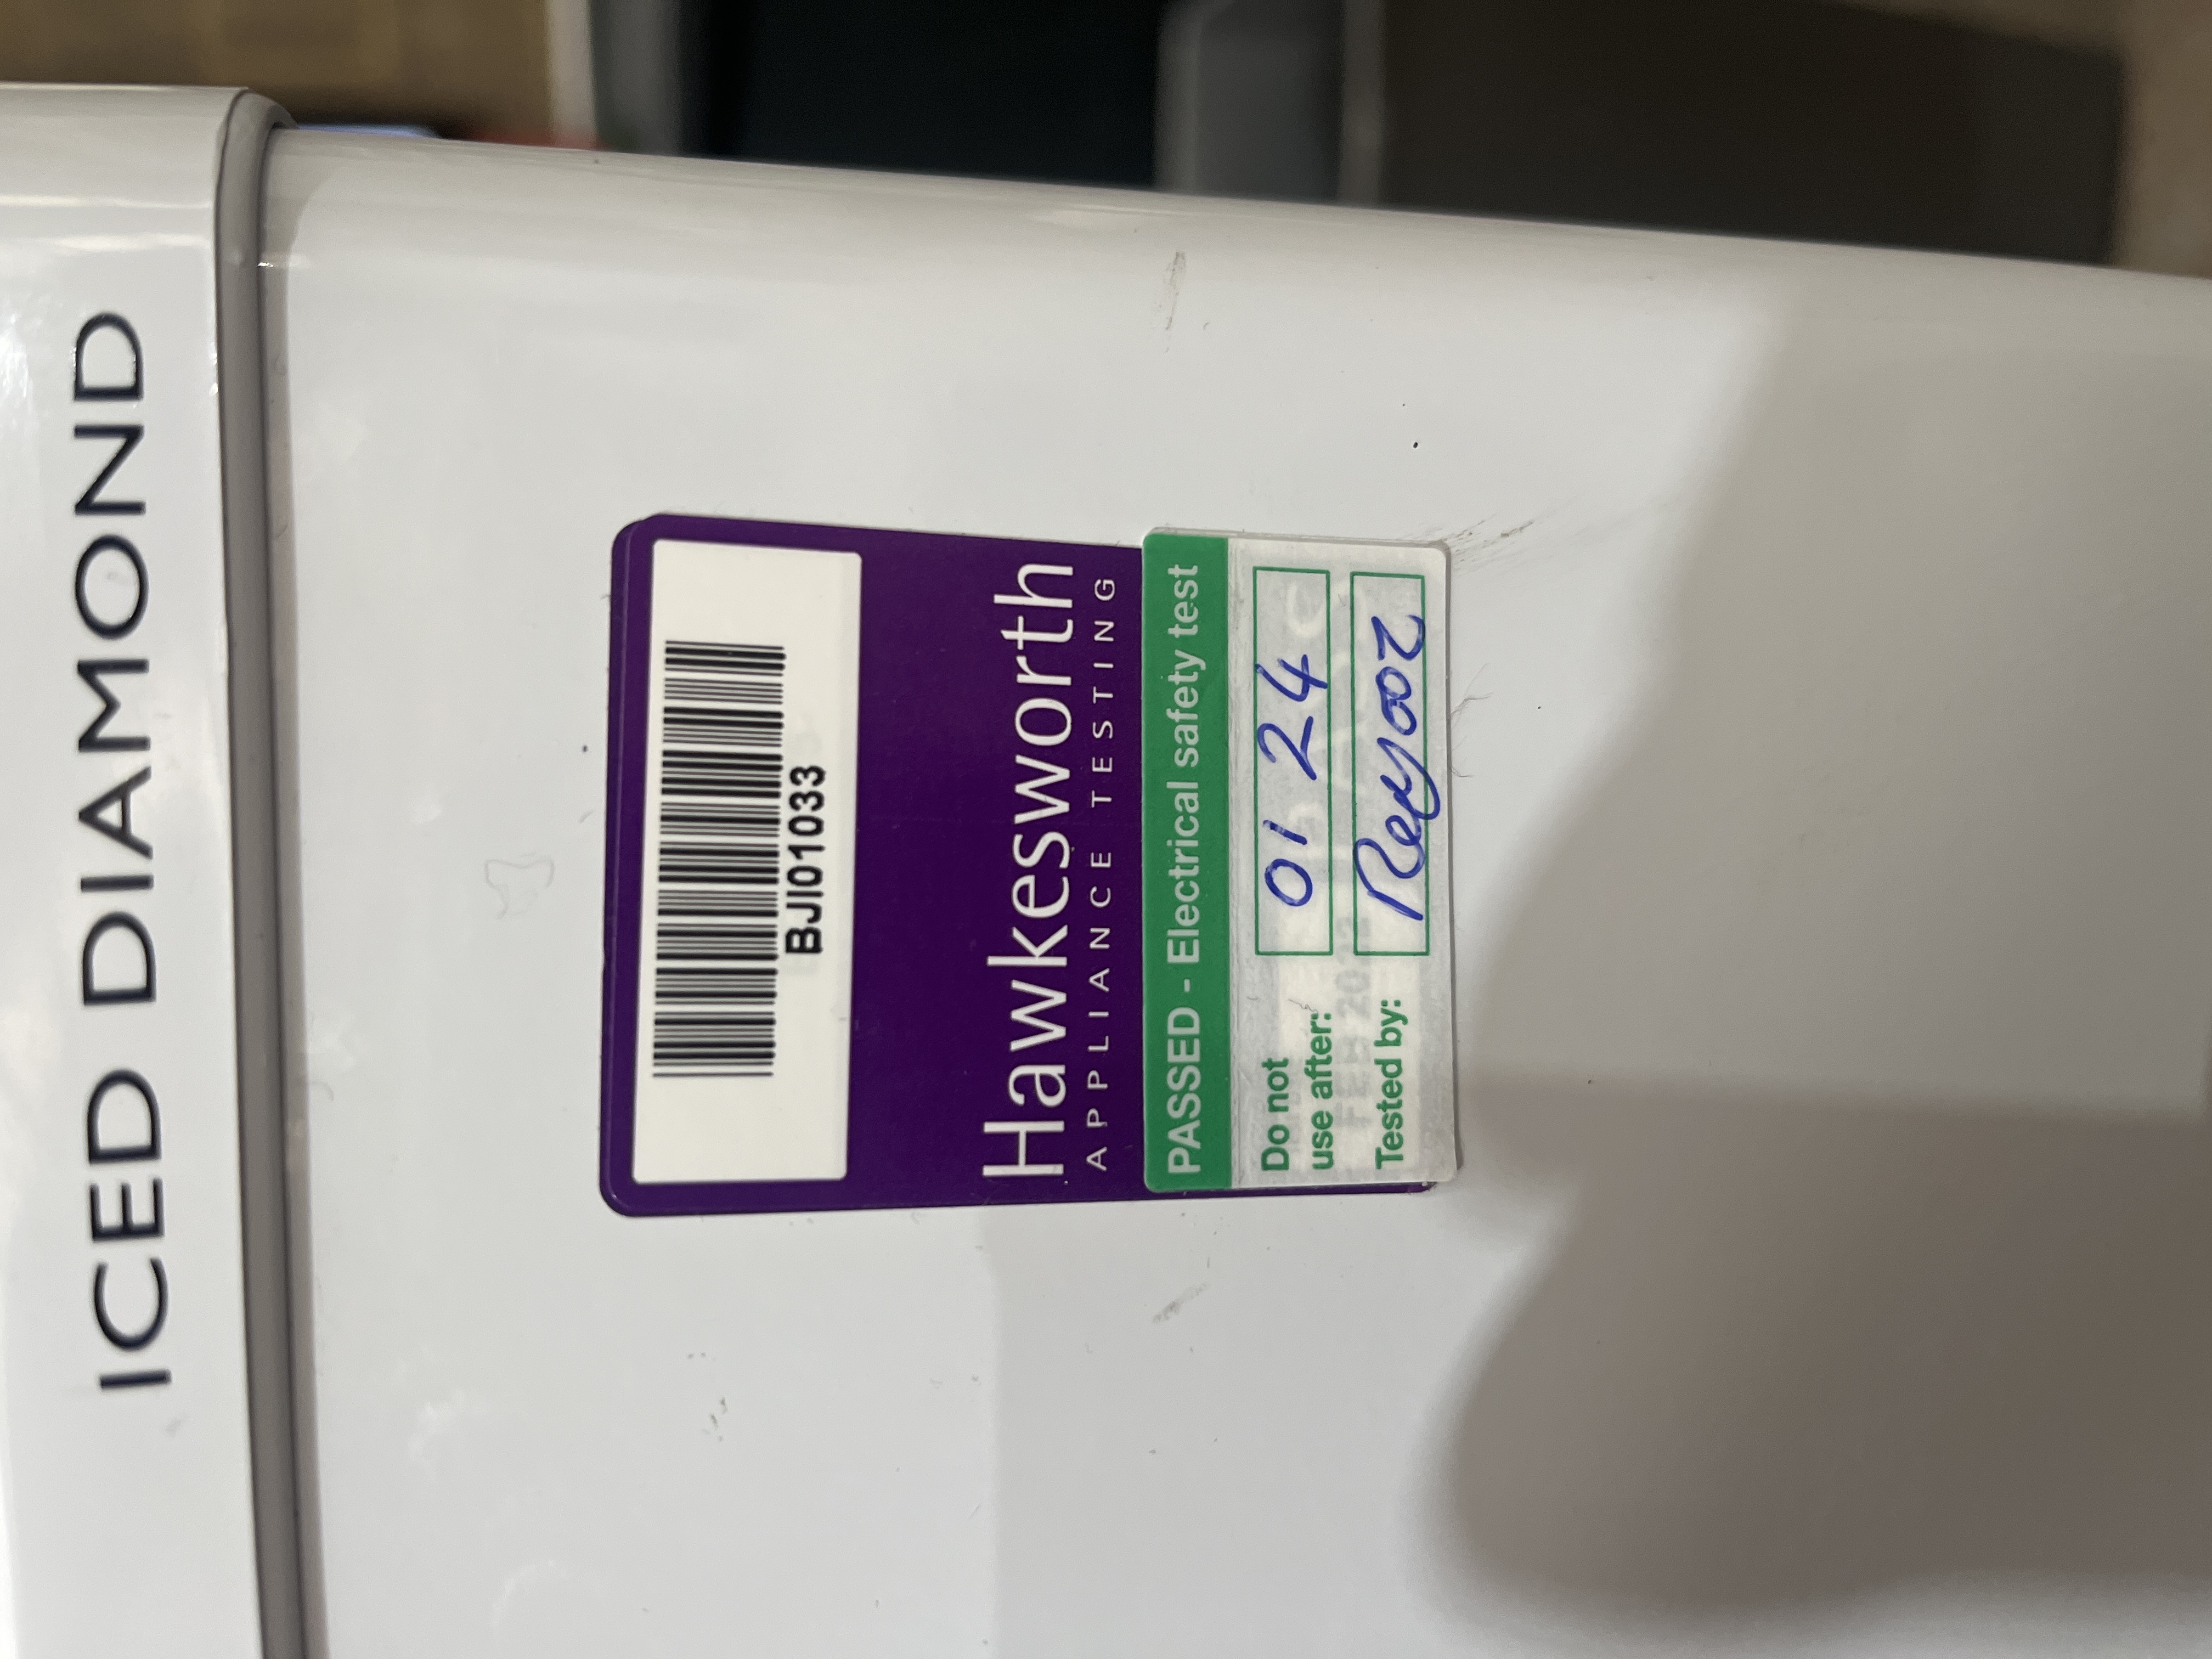 ICED DIAMOND
BJI01033
Hawkesworth
APPLIANCE TESTING
PASSED - Electrical safety test
Do not
use after:
01 24
Tested by: